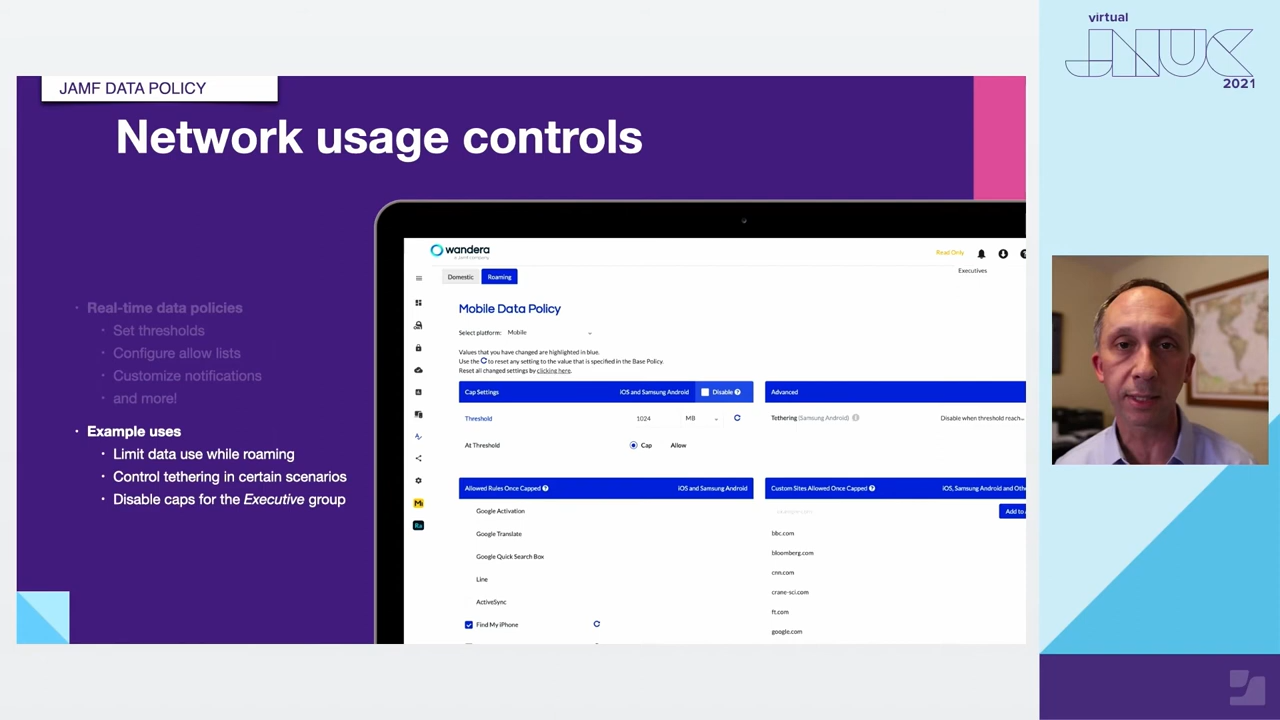 JAMF DATA POLICY
Network usage controls
· Real-time data policies
· Set thresholds
· Configure allow lists
· Customize notifications
· and more!
· Example uses
· Limit data use while roaming
· Control tethering in certain scenarios
· Disable caps for the Executive group
wandera
a jamf company
Read Only
Executives
Domestic
Roaming
Mobile Data Policy
Select platform: Mobile
Values that you have changed are highlighted in blue.
Use the to reset any setting to the value that is specified in the Base Policy.
Reset all changed settings by clicking here.
Cap Settings iOS and Samsung Android Disable
Threshold 1024 MB
At Threshold Cap Allow
Advanced
Tethering (Samsung Android) Disable when threshold reach...
Allowed Rules Once Capped iOS and Samsung Android
Google Activation
Google Translate
Google Quick Search Box
Line
ActiveSync
Find My iPhone
Custom Sites Allowed Once Capped iOS, Samsung Android and Oth
Add to
bbc.com
bloomberg.com
cnn.com
crane-sci.com
ft.com
google.com
virtual
JNUC
2021